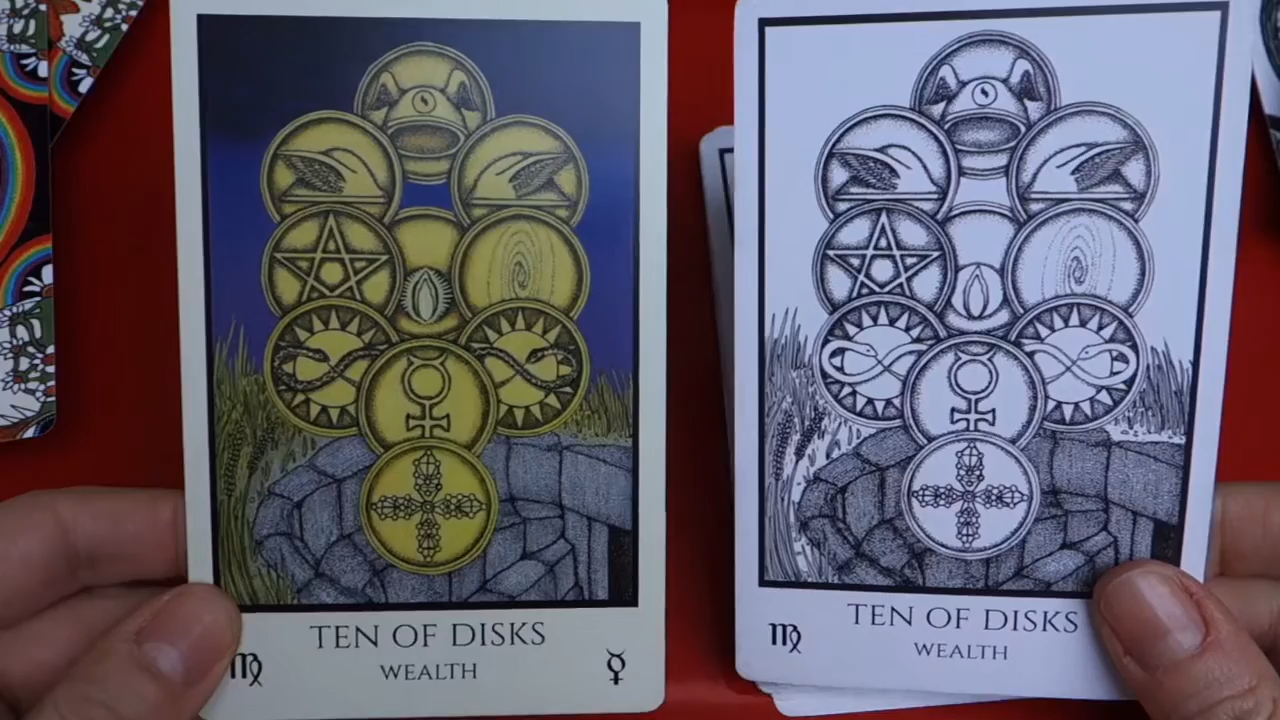 TEN OF DISKS
WEALTH
♍ ☿
TEN OF DISKS
WEALTH
♍